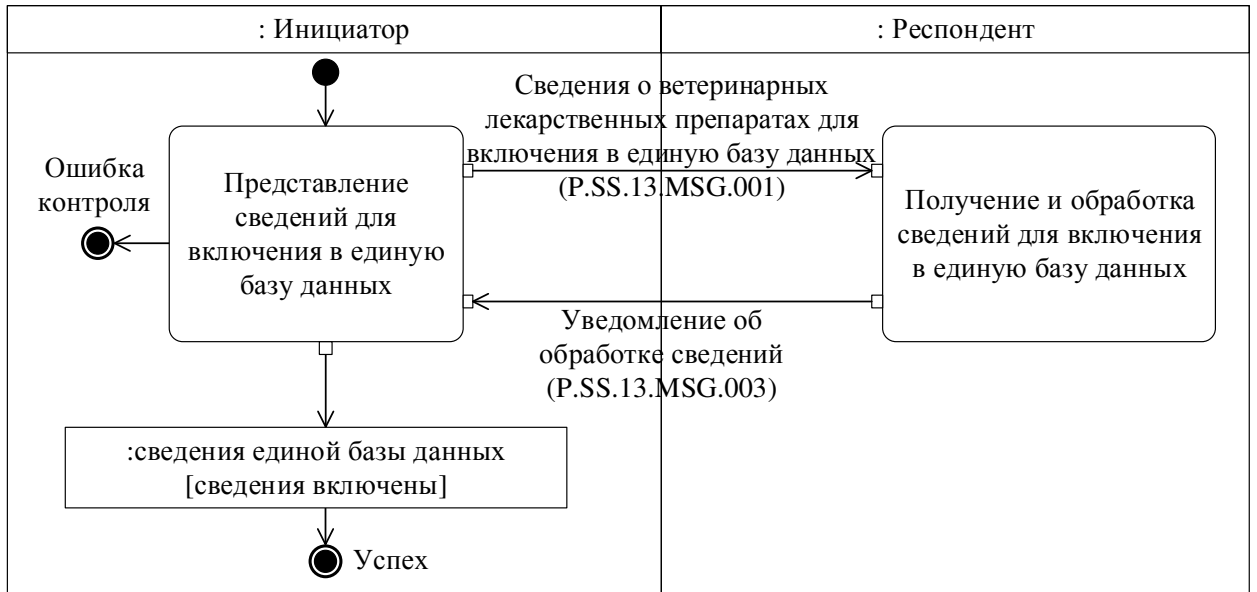 : Инициатор
: Респондент
Сведения о ветеринарных
лекарственных препаратах для
включения в единую базу данных
(P.SS.13.MSG.001)
Ошибка
контроля
Представление
сведений для
включения в единую
базу данных
Получение и обработка
сведений для включения
в единую базу данных
Уведомление об
обработке сведений
(P.SS.13.MSG.003)
:сведения единой базы данных
[сведения включены]
Успех